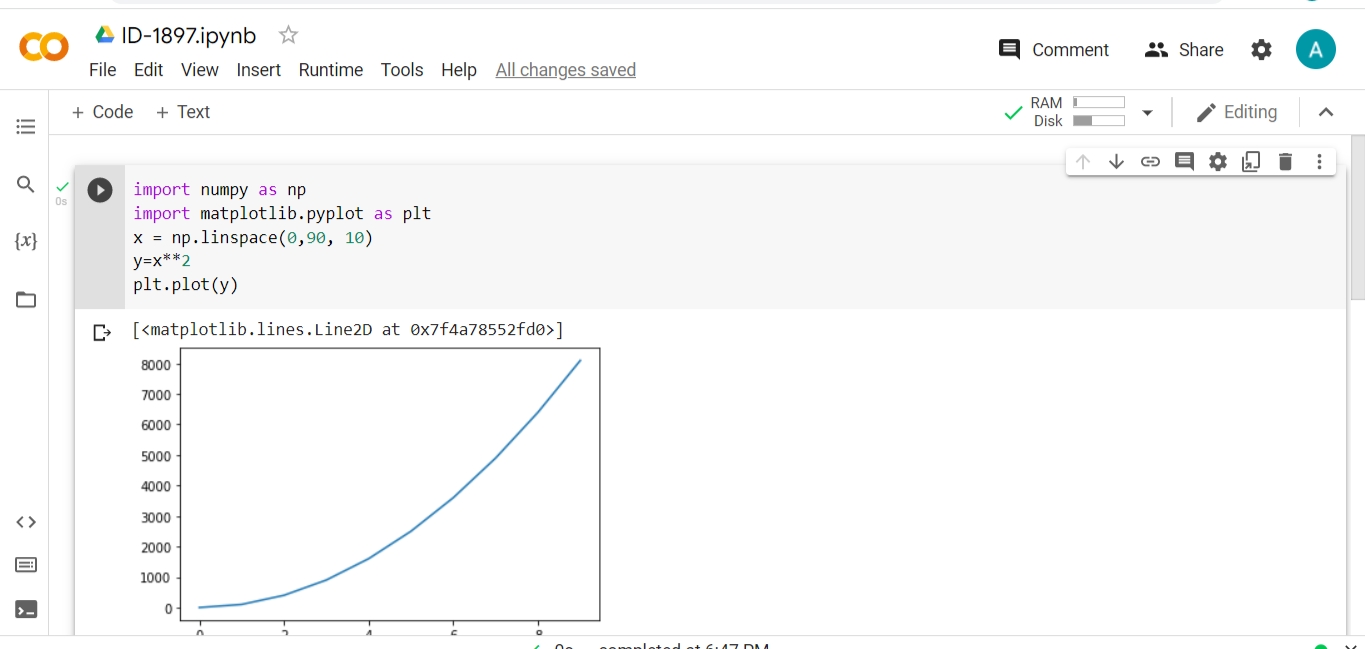 ID-1897.ipynb
Comment
Share
A
File Edit View Insert Runtime Tools Help All changes saved
+ Code + Text
RAM
Disk
Editing
{x}
0s
import numpy as np
import matplotlib.pyplot as plt
x = np.linspace(0,90, 10)
y=x**2
plt.plot(y)
[<matplotlib.lines.Line2D at 0x7f4a78552fd0>]
8000
7000
6000
5000
4000
3000
2000
1000
0
0 2 4 6 8
0s completed at 6:47 PM